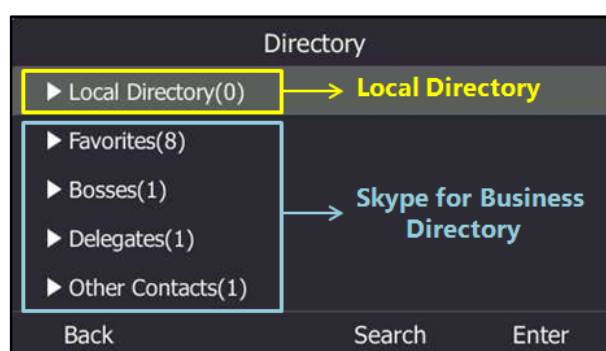 Directory
Local Directory(0)
Local Directory
Favorites(8)
Bosses(1)
Delegates(1)
Other Contacts(1)
Skype for Business
Directory
Back Search Enter